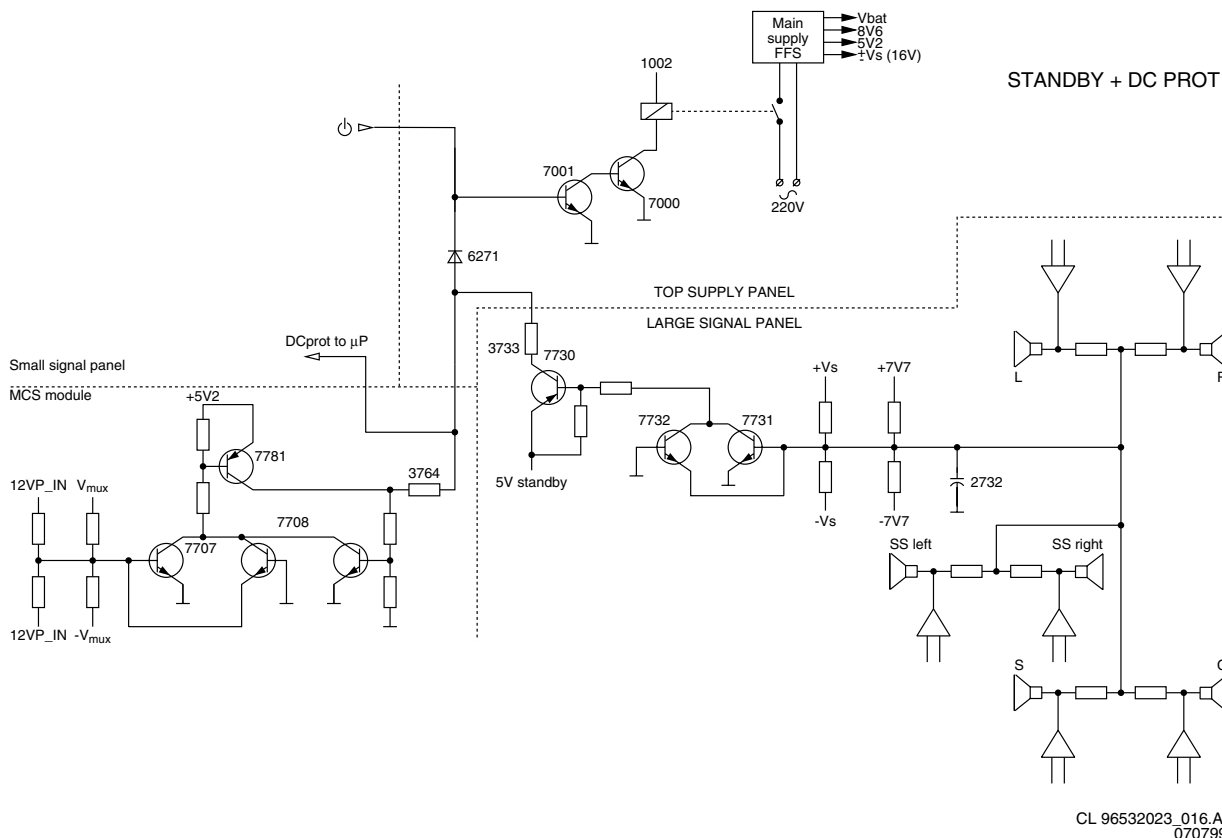 Main
supply
FFS
Vbat
8V6
5V2
+Vs (16V)
-
STANDBY + DC PROT
1002
7001
7000
220V
6271
TOP SUPPLY PANEL
LARGE SIGNAL PANEL
DCprot to µP
Small signal panel
MCS module
3733
7730
+5V2
7781
3764
5V standby
7732
7731
+Vs
+7V7
-Vs
-7V7
2732
L
12VP_IN
Vmux
7707
7708
12VP_IN
-Vmux
SS left
SS right
S
CL 96532023_016.A
070799